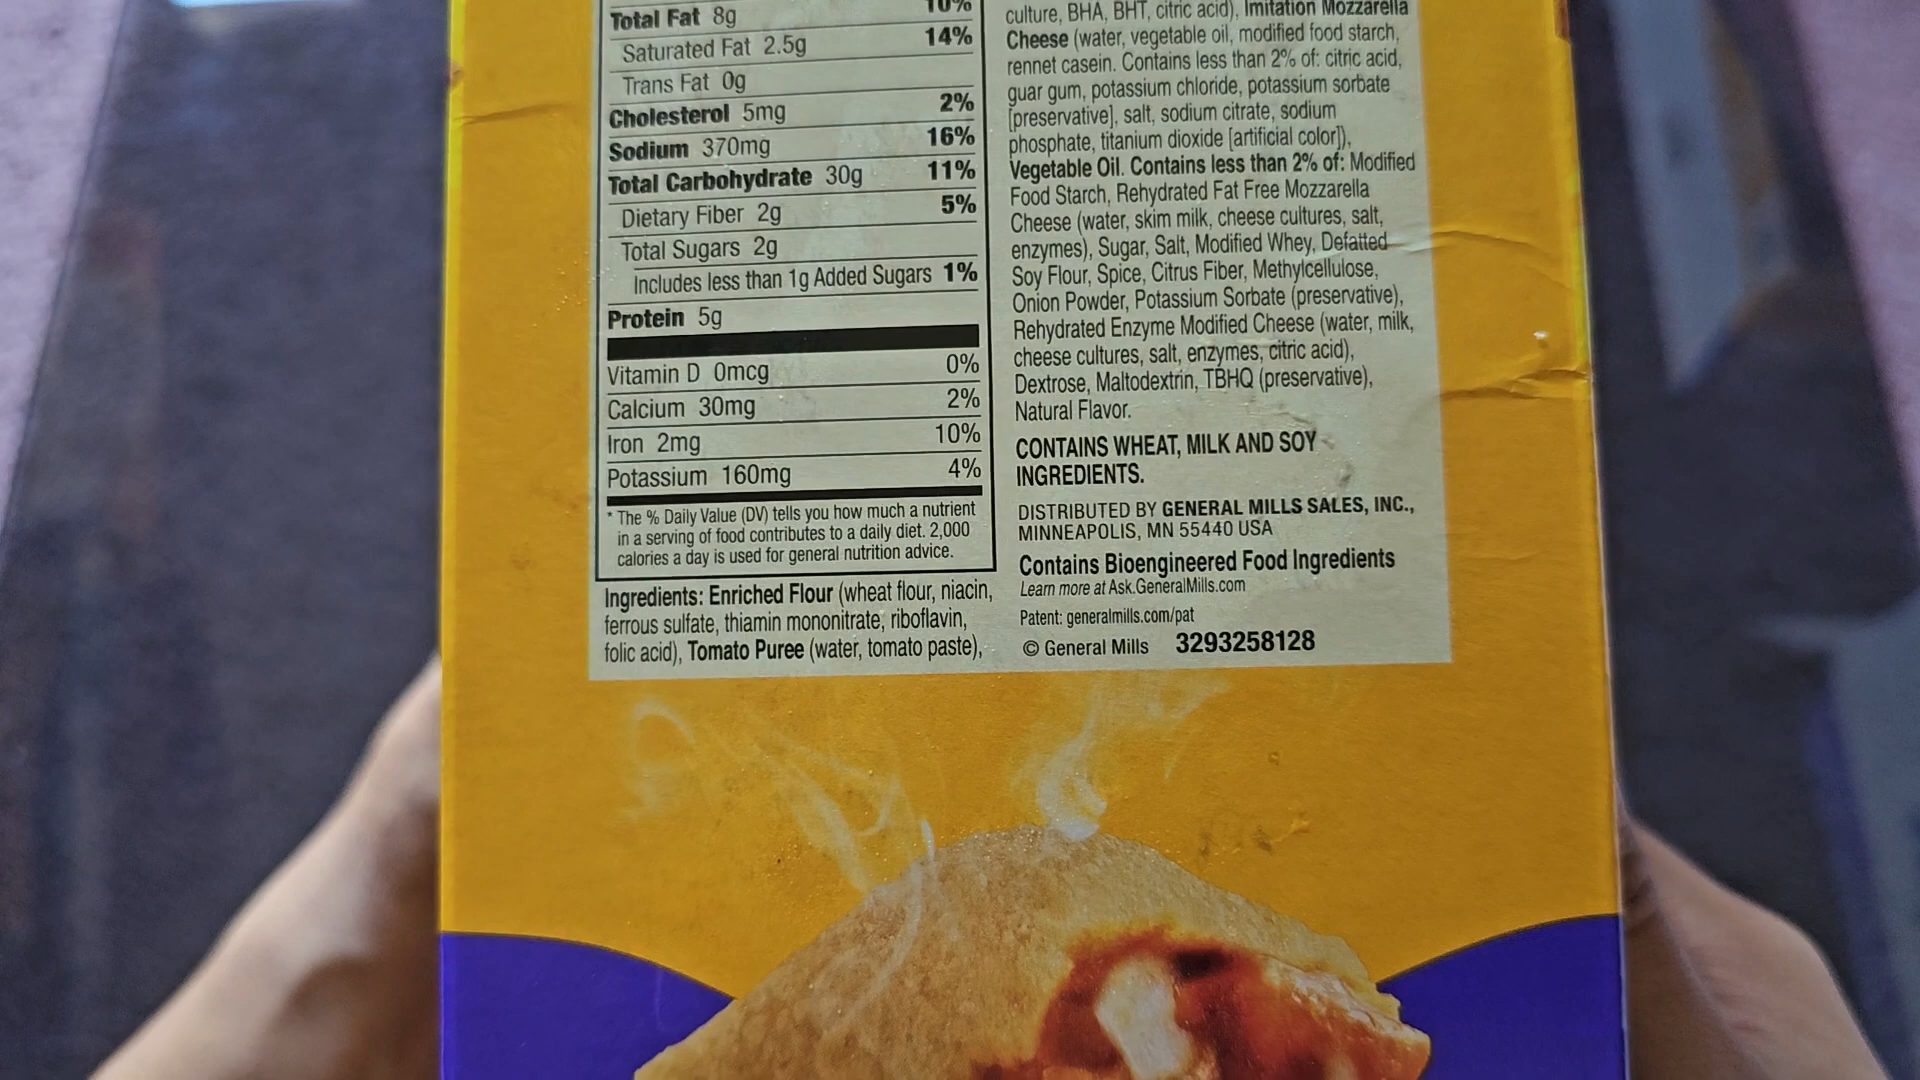 Total Fat 8g 10%
Saturated Fat 2.5g 14%
Trans Fat 0g
Cholesterol 5mg 2%
Sodium 370mg 16%
Total Carbohydrate 30g 11%
Dietary Fiber 2g 5%
Total Sugars 2g
Includes less than 1g Added Sugars 1%
Protein 5g
Vitamin D 0mcg 0%
Calcium 30mg 2%
Iron 2mg 10%
Potassium 160mg 4%
* The % Daily Value (DV) tells you how much a nutrient
in a serving of food contributes to a daily diet. 2,000
calories a day is used for general nutrition advice.
Ingredients: Enriched Flour (wheat flour, niacin,
ferrous sulfate, thiamin mononitrate, riboflavin,
folic acid), Tomato Puree (water, tomato paste),
culture, BHA, BHT, citric acid), Imitation Mozzarella
Cheese (water, vegetable oil, modified food starch,
rennet casein. Contains less than 2% of: citric acid,
guar gum, potassium chloride, potassium sorbate
[preservative], salt, sodium citrate, sodium
phosphate, titanium dioxide [artificial color]),
Vegetable Oil. Contains less than 2% of: Modified
Food Starch, Rehydrated Fat Free Mozzarella
Cheese (water, skim milk, cheese cultures, salt,
enzymes), Sugar, Salt, Modified Whey, Defatted
Soy Flour, Spice, Citrus Fiber, Methylcellulose,
Onion Powder, Potassium Sorbate (preservative),
Rehydrated Enzyme Modified Cheese (water, milk,
cheese cultures, salt, enzymes, citric acid),
Dextrose, Maltodextrin, TBHQ (preservative),
Natural Flavor.
CONTAINS WHEAT, MILK AND SOY
INGREDIENTS.
DISTRIBUTED BY GENERAL MILLS SALES, INC.,
MINNEAPOLIS, MN 55440 USA
Contains Bioengineered Food Ingredients
Learn more at Ask.GeneralMills.com
Patent: generalmills.com/pat
© General Mills 3293258128